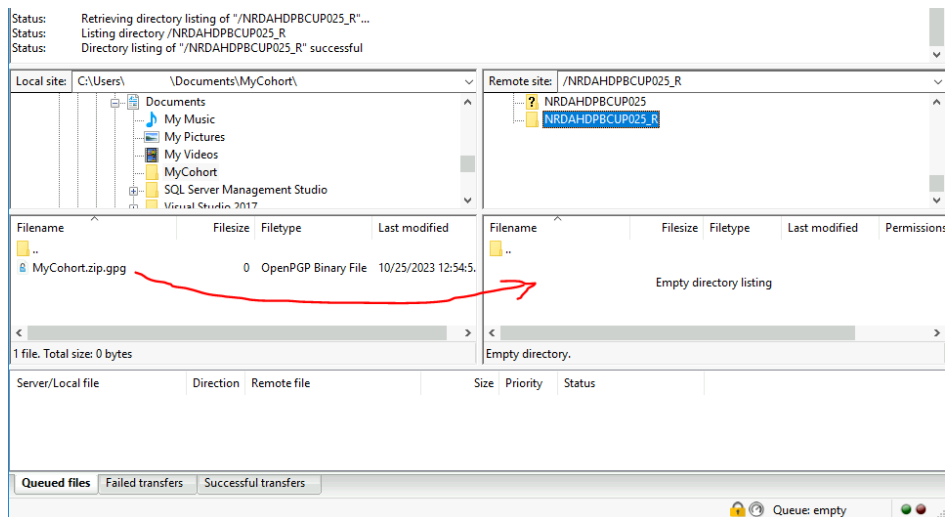 Status: Retrieving directory listing of "/NRDAHDPBCUP025_R"...
Status: Listing directory /NRDAHDPBCUP025_R
Status: Directory listing of "/NRDAHDPBCUP025_R" successful
Local site: C:\Users\ \Documents\MyCohort\
Documents
My Music
My Pictures
My Videos
MyCohort
SQL Server Management Studio
Visual Studio 2017
Remote site: /NRDAHDPBCUP025_R
? NRDAHDPBCUP025
NRDAHDPBCUP025_R
Filename Filesize Filetype Last modified
..
MyCohort.zip.gpg 0 OpenPGP Binary File 10/25/2023 12:54:5.
1 file. Total size: 0 bytes
Filename Filesize Filetype Last modified Permissions
..
Empty directory listing
Empty directory.
Server/Local file Direction Remote file Size Priority Status
Queued files Failed transfers Successful transfers
Queue: empty